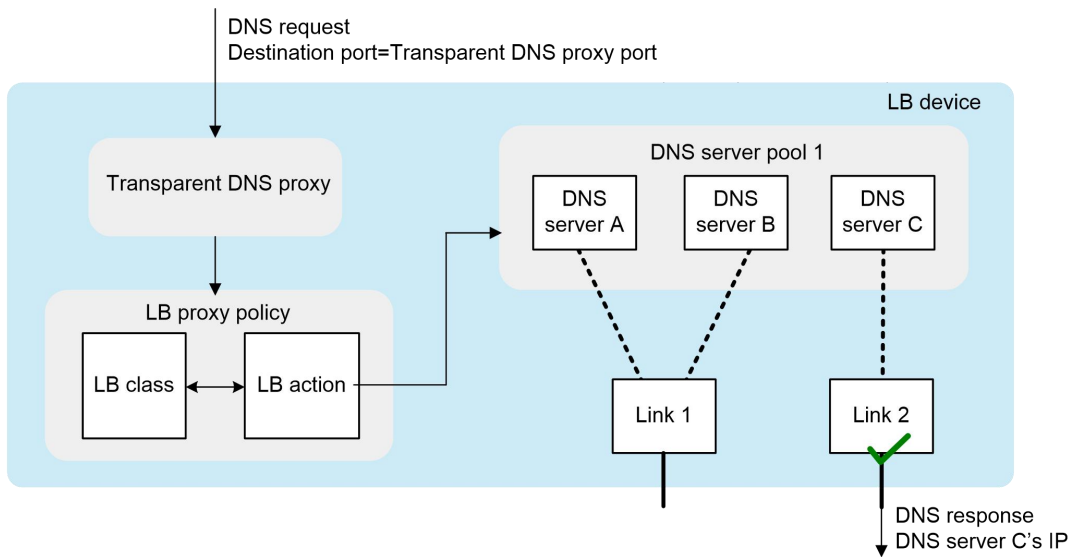 DNS request
Destination port=Transparent DNS proxy port
LB device
Transparent DNS proxy
DNS server pool 1
DNS
server A
DNS
server B
DNS
server C
LB proxy policy
LB class
LB action
Link 1
Link 2
DNS response
DNS server C's IP